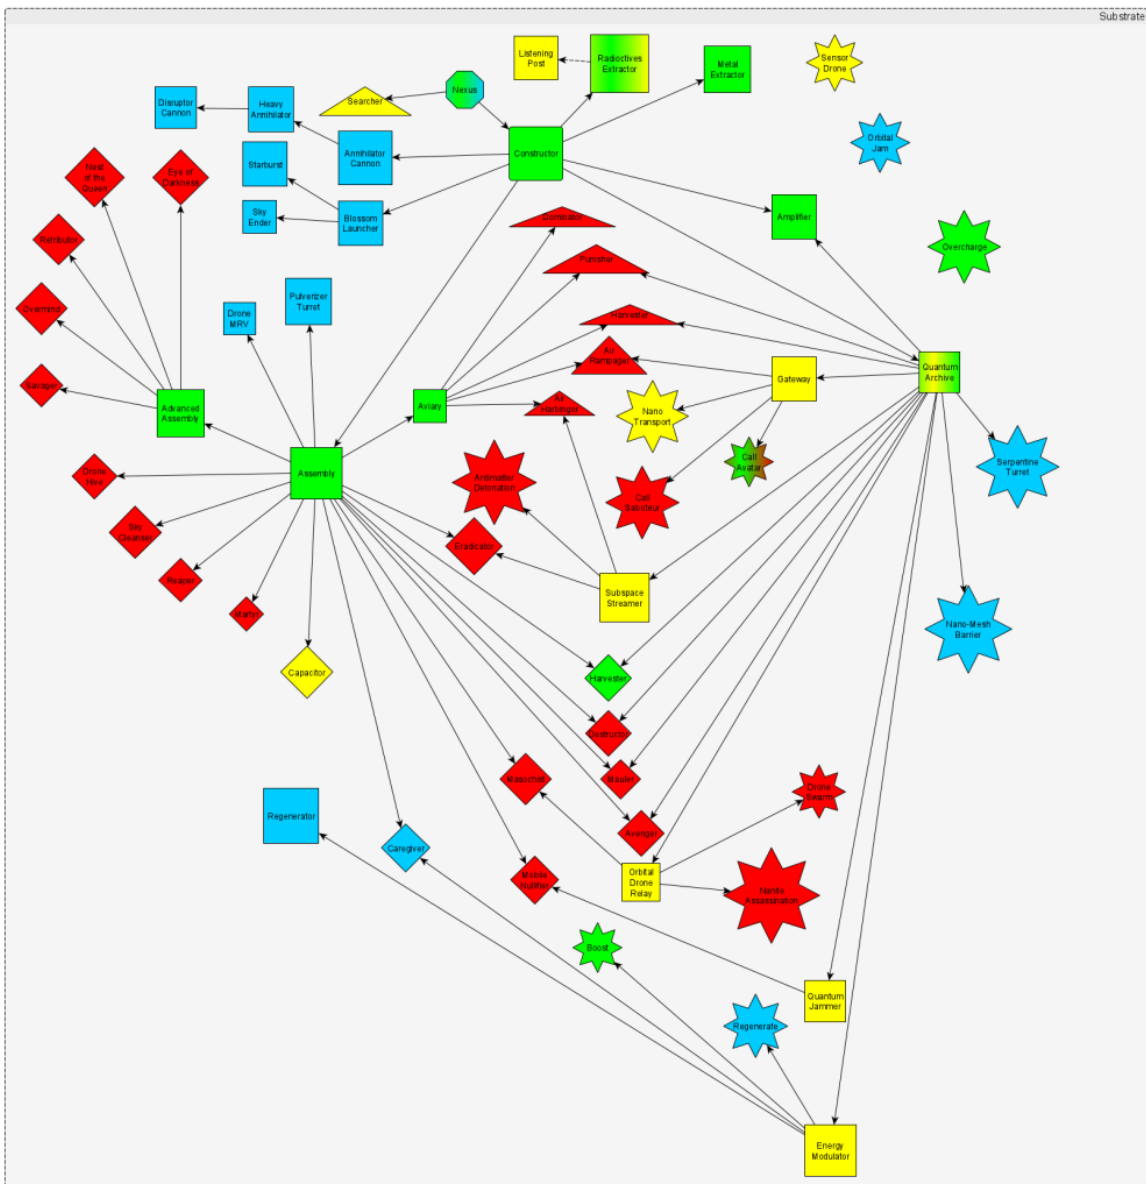 Substrate
Listening
Post
Radioctives
Extractor
Metal
Extractor
Sensor
Drone
Nexus
Searcher
Disruptor
Cannon
Heavy
Annihilator
Orbital
Jam
Constructor
Annihilator
Cannon
Starburst
Nest
of the
Queen
Eye of
Darkness
Sky
Ender
Blossom
Launcher
Dominator
Amplifier
Retributor
Overcharge
Punisher
Pulverizer
Turret
Overmind
Drone
MRV
Harvester
Air
Rampager
Gateway
Quantum
Archive
Savager
Advanced
Assembly
Aviary
Air
Harbinger
Nano
Transport
Call
Avatar
Serpentine
Turret
Drone
Hive
Assembly
Antimatter
Detonation
Call
Saboteur
Sky
Cleanser
Eradicator
Reaper
Subspace
Streamer
Martyr
Nano-Mesh
Barrier
Capacitor
Harvester
Destructor
Masochist
Mauler
Drone
Swarm
Regenerator
Caregiver
Avenger
Mobile
Nullifier
Orbital
Drone
Relay
Nanite
Assassination
Boost
Quantum
Jammer
Regenerate
Energy
Modulator